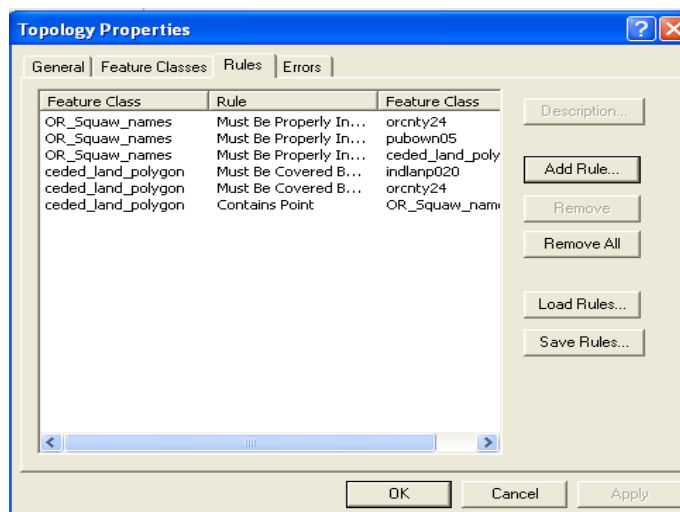 Topology Properties
General Feature Classes Rules Errors
Feature Class Rule Feature Class
OR_Squaw_names Must Be Properly In... orcnty24
OR_Squaw_names Must Be Properly In... pubown05
OR_Squaw_names Must Be Properly In... ceded_land_poly
ceded_land_polygon Must Be Covered B... indlanp020
ceded_land_polygon Must Be Covered B... orcnty24
ceded_land_polygon Contains Point OR_Squaw_nam
Description...
Add Rule...
Remove
Remove All
Load Rules...
Save Rules...
OK Cancel Apply